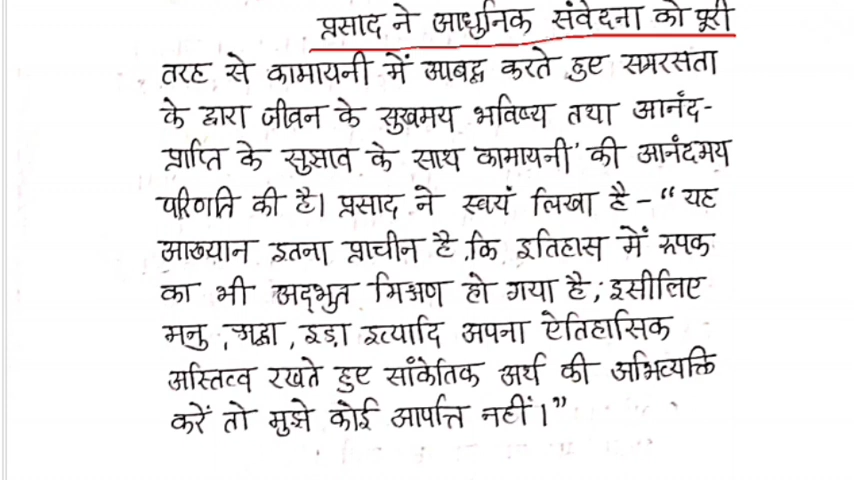 प्रसाद ने आधुनिक संवेदना को पूरी
तरह से कामायनी में आबद्ध करते हुए समरसता
के द्वारा जीवन के सुखमय भविष्य तथा आनंद-
प्राप्ति के सुझाव के साथ 'कामायनी' की आनंदमय
परिणति की है। प्रसाद ने स्वयं लिखा है - “यह
आख्यान इतना प्राचीन है कि इतिहास में रूपक
का भी अद्भुत मिश्रण हो गया है; इसीलिए
मनु, श्रद्धा, इड़ा इत्यादि अपना ऐतिहासिक
अस्तित्व रखते हुए सांकेतिक अर्थ की अभिव्यक्ति
करें तो मुझे कोई आपत्ति नहीं।”